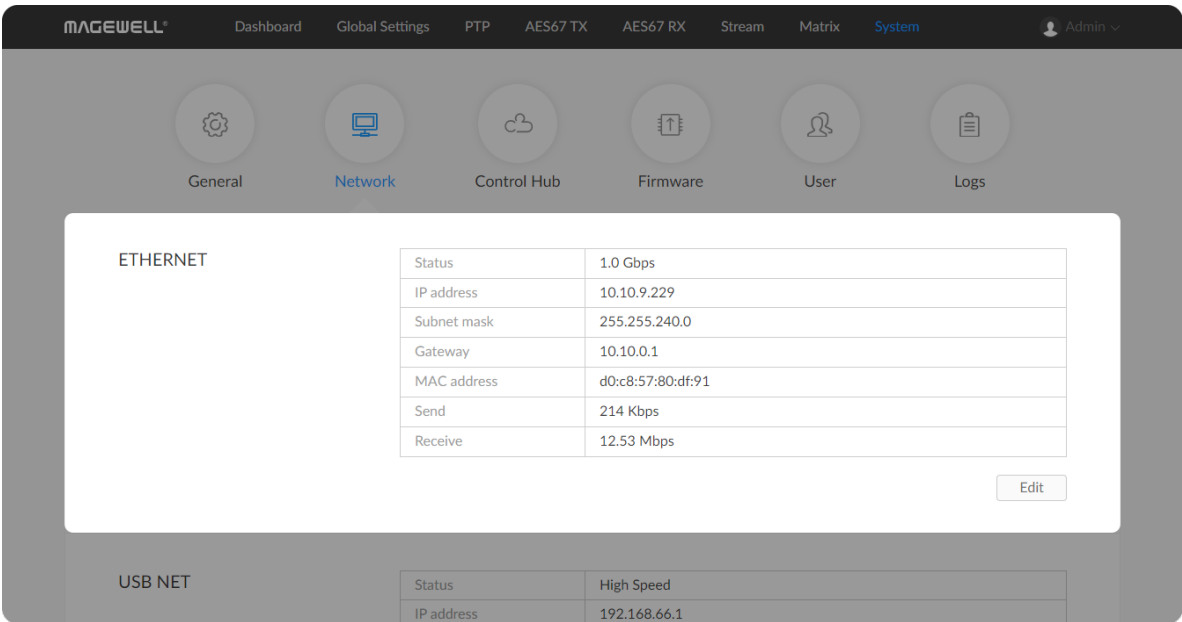 MAGEWELL® Dashboard Global Settings PTP AES67 TX AES67 RX Stream Matrix System Admin
General Network Control Hub Firmware User Logs
ETHERNET
Status 1.0 Gbps
IP address 10.10.9.229
Subnet mask 255.255.240.0
Gateway 10.10.0.1
MAC address d0:c8:57:80:df:91
Send 214 Kbps
Receive 12.53 Mbps
Edit
USB NET
Status High Speed
IP address 192.168.66.1